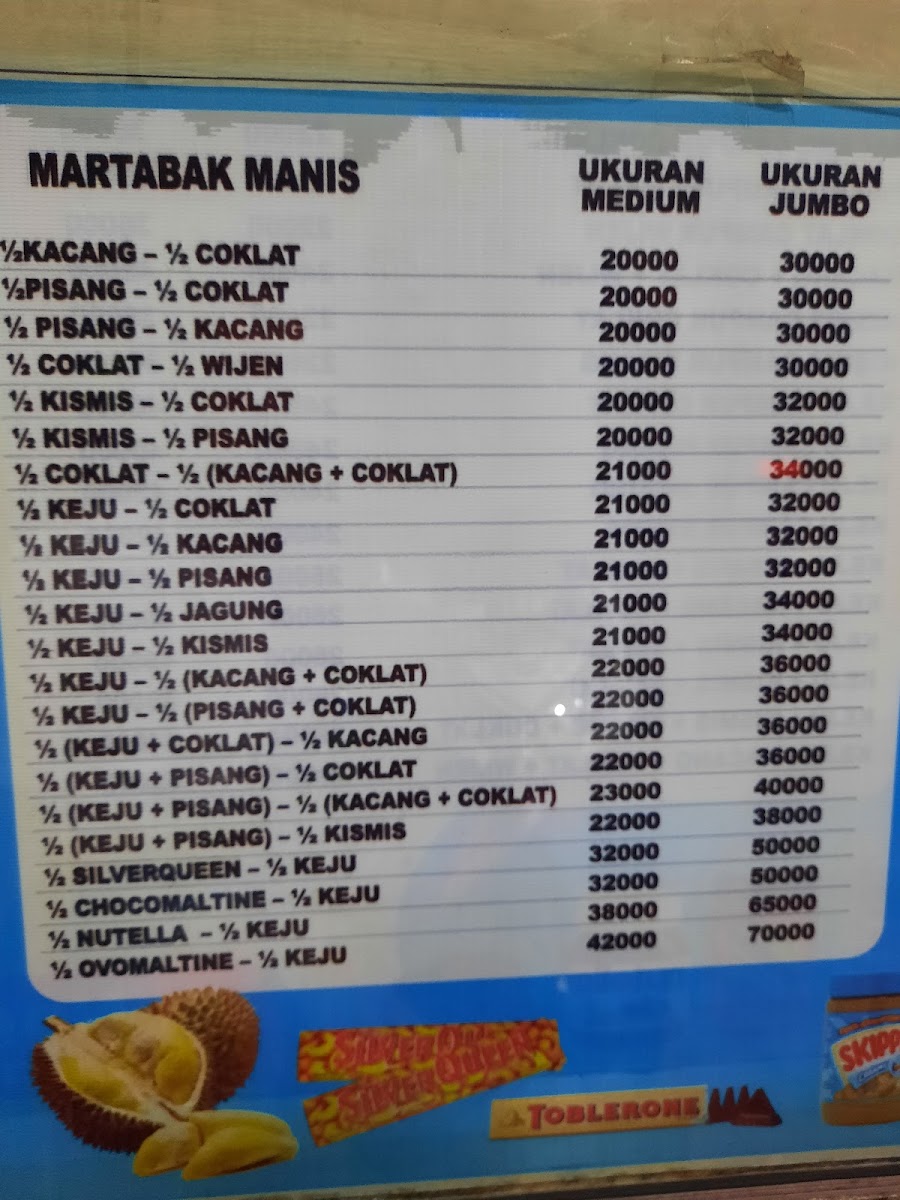 MARTABAK MANIS UKURAN MEDIUM UKURAN JUMBO
½KACANG – ½ COKLAT 20000 30000
½PISANG – ½ COKLAT 20000 30000
½ PISANG – ½ KACANG 20000 30000
½ COKLAT – ½ WIJEN 20000 30000
½ KISMIS – ½ COKLAT 20000 32000
½ KISMIS – ½ PISANG 20000 32000
½ COKLAT – ½ (KACANG + COKLAT) 21000 34000
½ KEJU – ½ COKLAT 21000 32000
½ KEJU – ½ KACANG 21000 32000
½ KEJU – ½ PISANG 21000 32000
½ KEJU – ½ JAGUNG 21000 34000
½ KEJU – ½ KISMIS 21000 34000
½ KEJU – ½ (KACANG + COKLAT) 22000 36000
½ KEJU – ½ (PISANG + COKLAT) 22000 36000
½ (KEJU + COKLAT) – ½ KACANG 22000 36000
½ (KEJU + PISANG) – ½ COKLAT 22000 36000
½ (KEJU + PISANG) – ½ (KACANG + COKLAT) 23000 40000
½ (KEJU + PISANG) – ½ KISMIS 22000 38000
½ SILVERQUEEN – ½ KEJU 32000 50000
½ CHOCOMALTINE – ½ KEJU 32000 50000
½ NUTELLA – ½ KEJU 38000 65000
½ OVOMALTINE – ½ KEJU 42000 70000
SILVER QUEEN
SILVER QUEEN
TOBLERONE
SKIPP